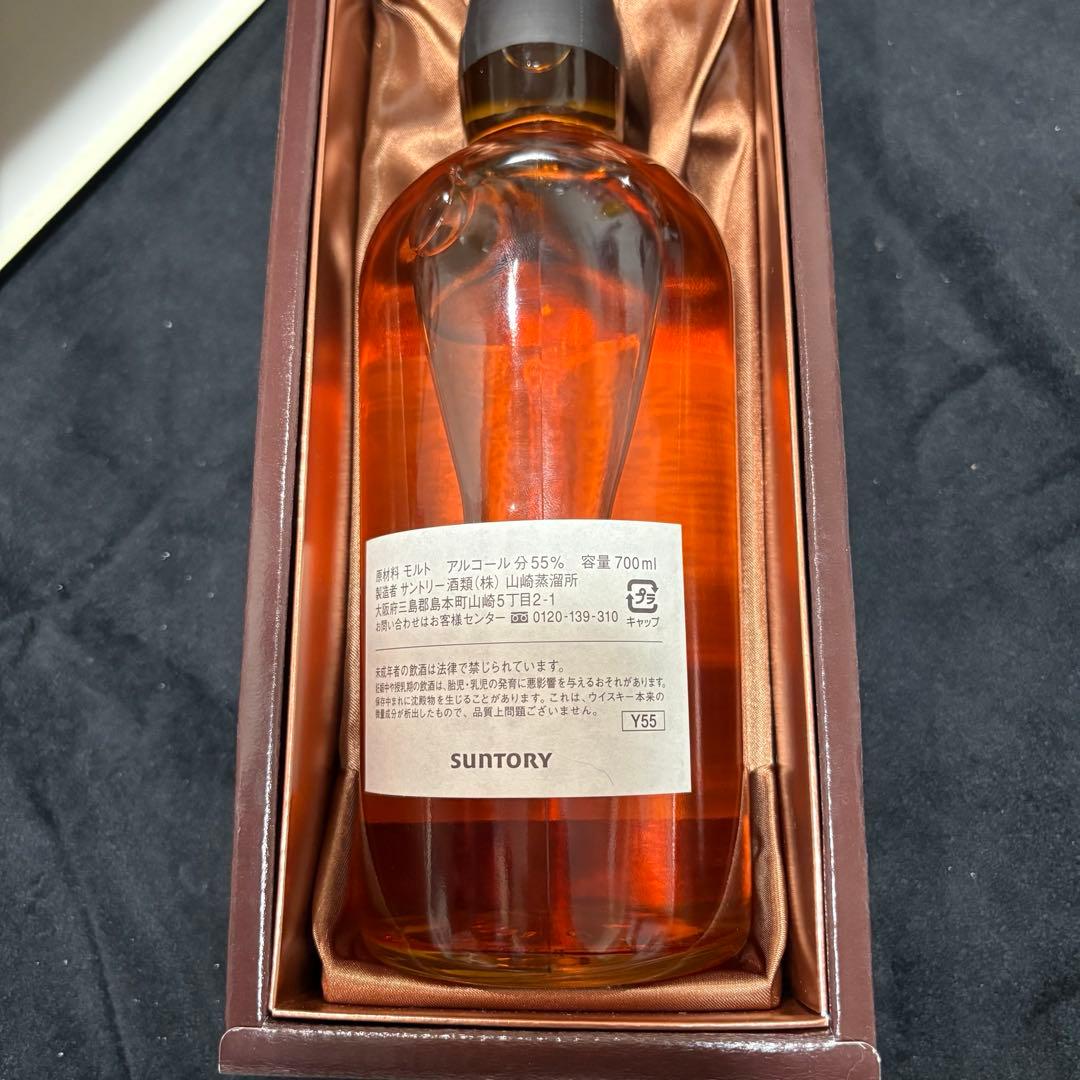 原材料 モルト アルコール分55% 容量700ml
製造者 サントリー酒類(株) 山崎蒸溜所
大阪府三島郡島本町山崎5丁目2-1
お問い合わせはお客様センター 0120-139-310
プラ
キャップ
未成年者の飲酒は法律で禁じられています。
妊娠中や授乳期の飲酒は、胎児・乳児の発育に悪影響を与えるおそれがあります。
保存中まれに沈殿物を生じることがあります。これは、ウイスキー本来の
微量成分が析出したもので、品質上問題ございません。
Y55
SUNTORY